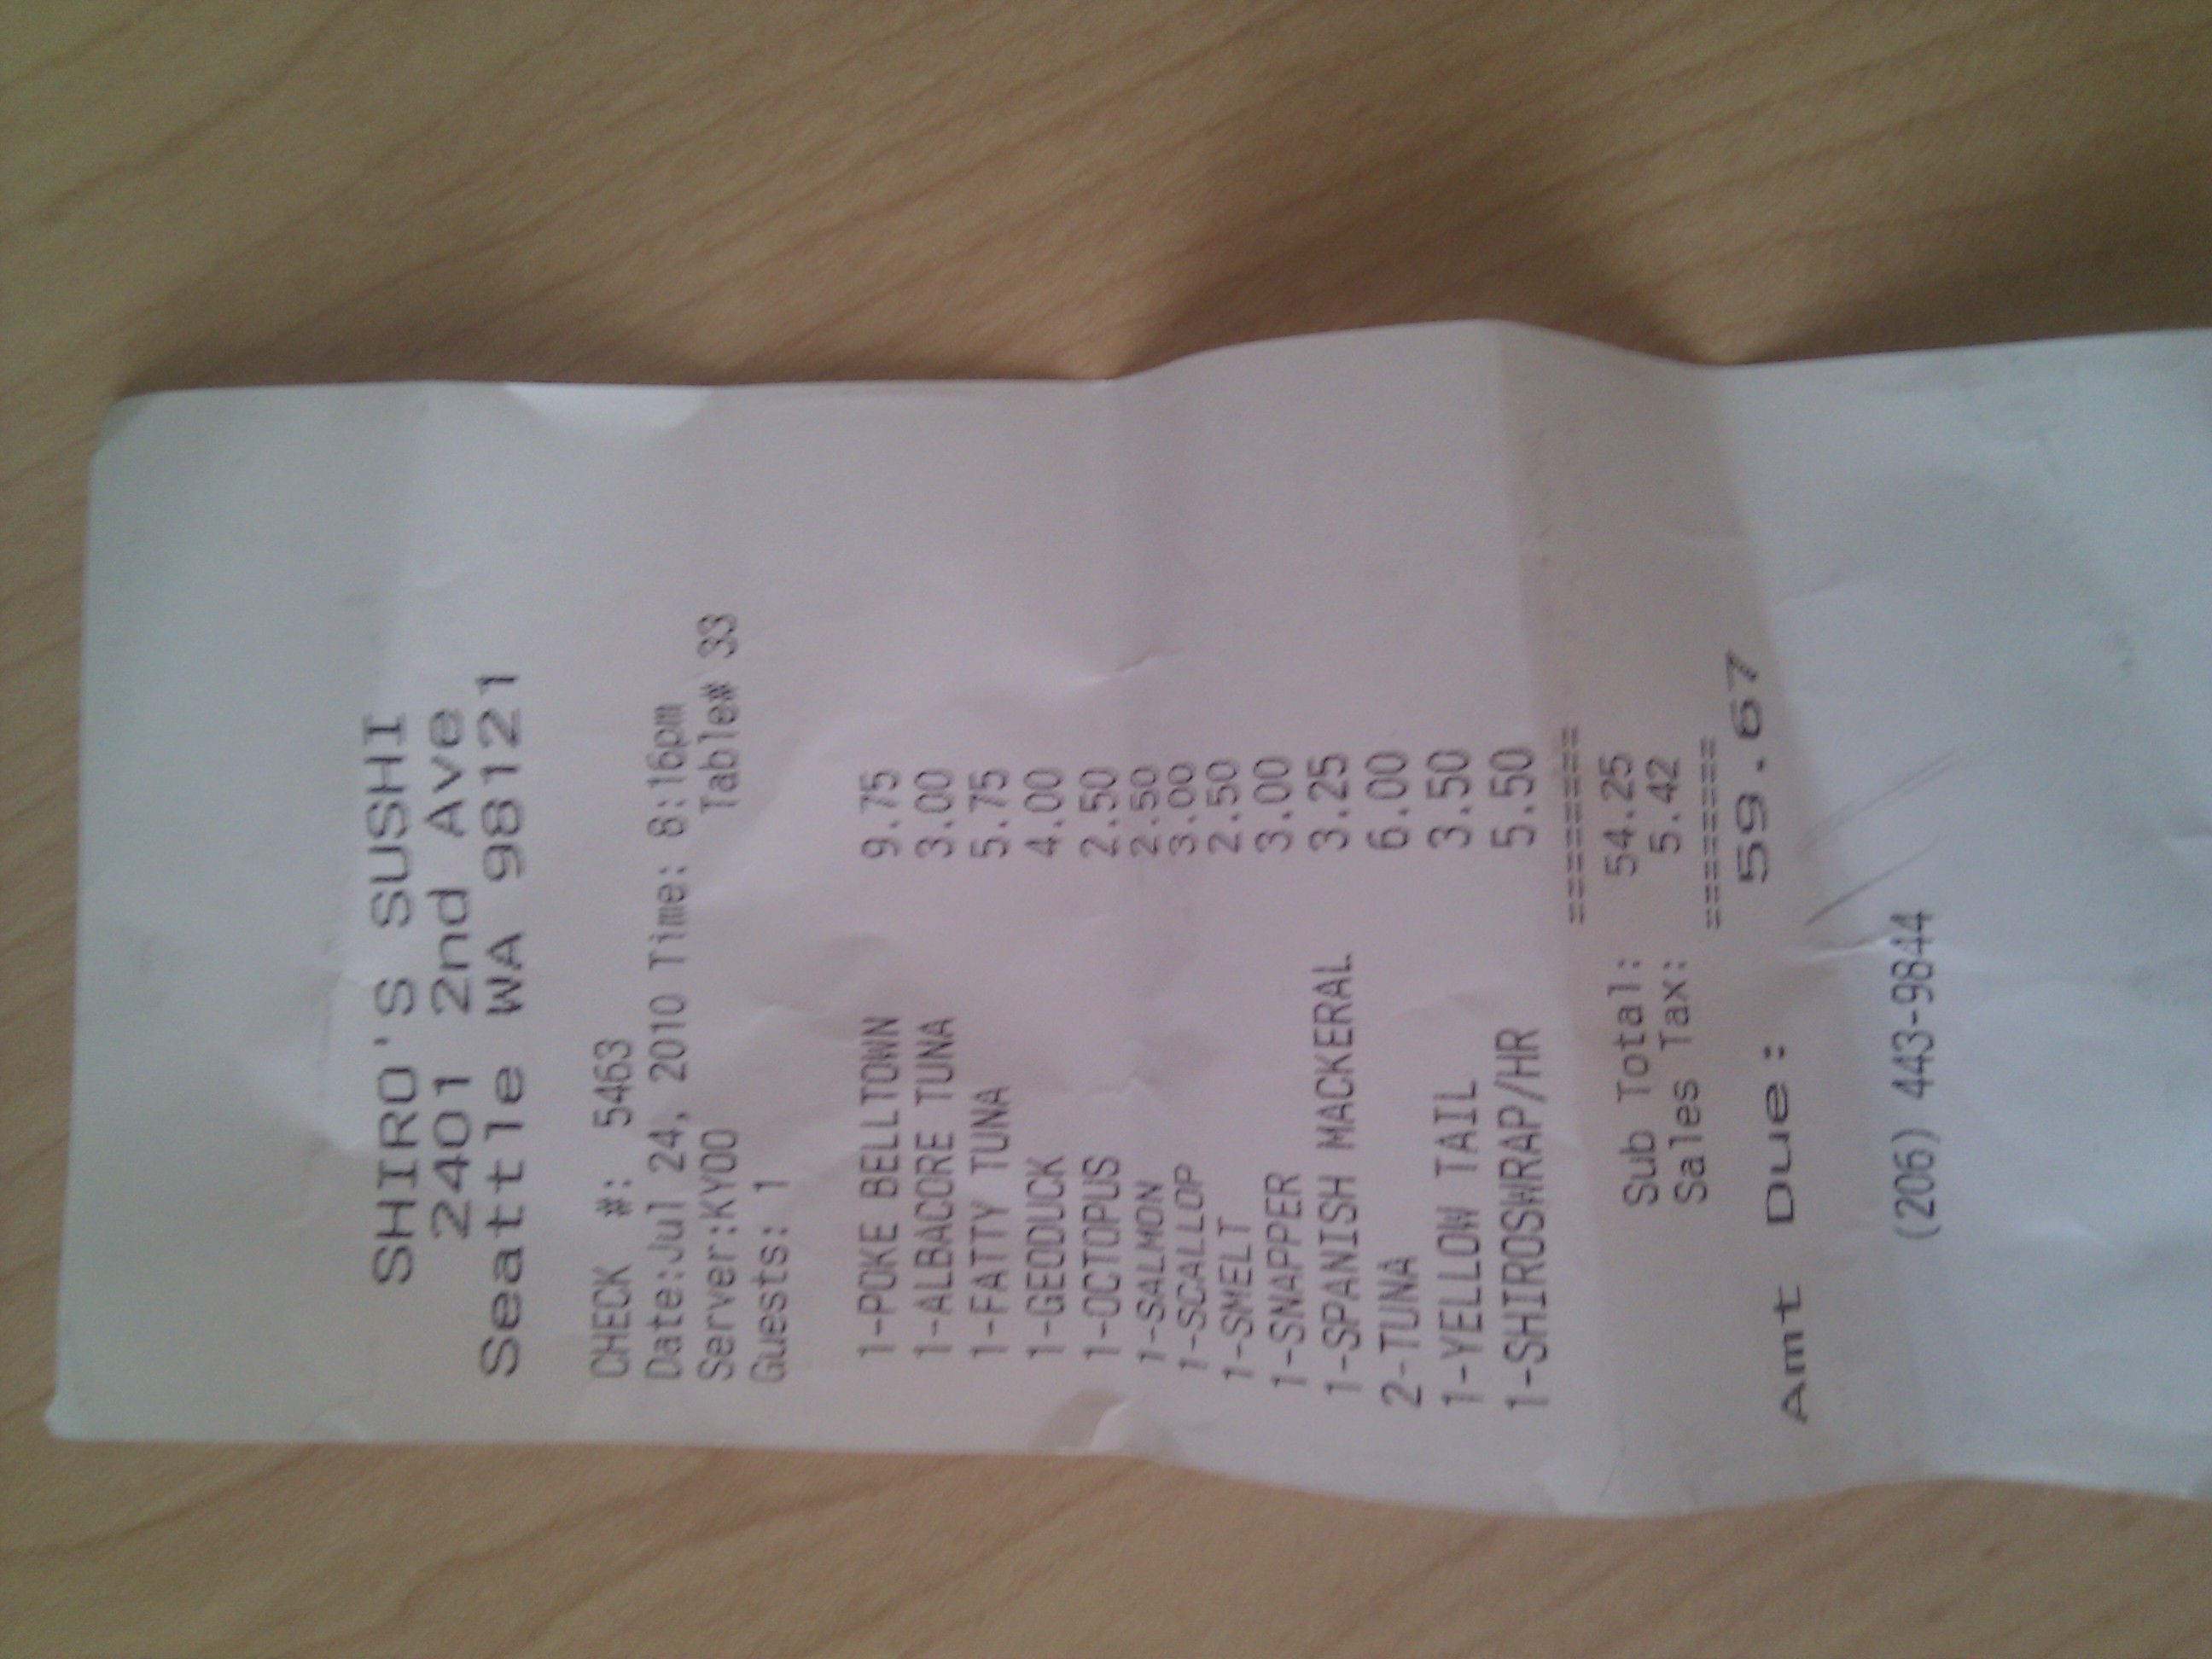 SHIRO'S SUSHI
2401 2nd Ave
Seattle WA 98121
CHECK #: 5463
Date:Jul 24, 2010 Time: 8:16pm
Server:KYOO Table# 33
Guests: 1
1-POKE BELLTOWN 9.75
1-ALBACORE TUNA 3.00
1-FATTY TUNA 5.75
1-GEODUCK 4.00
1-OCTOPUS 2.50
1-SALMON 2.50
1-SCALLOP 3.00
1-SMELT 2.50
1-SNAPPER 3.00
1-SPANISH MACKERAL 3.25
2-TUNA 6.00
1-YELLOW TAIL 3.50
1-SHIROSWRAP/HR 5.50
========
Sub Total: 54.25
Sales Tax: 5.42
========
Amt Due: 59.67
(206) 443-9844